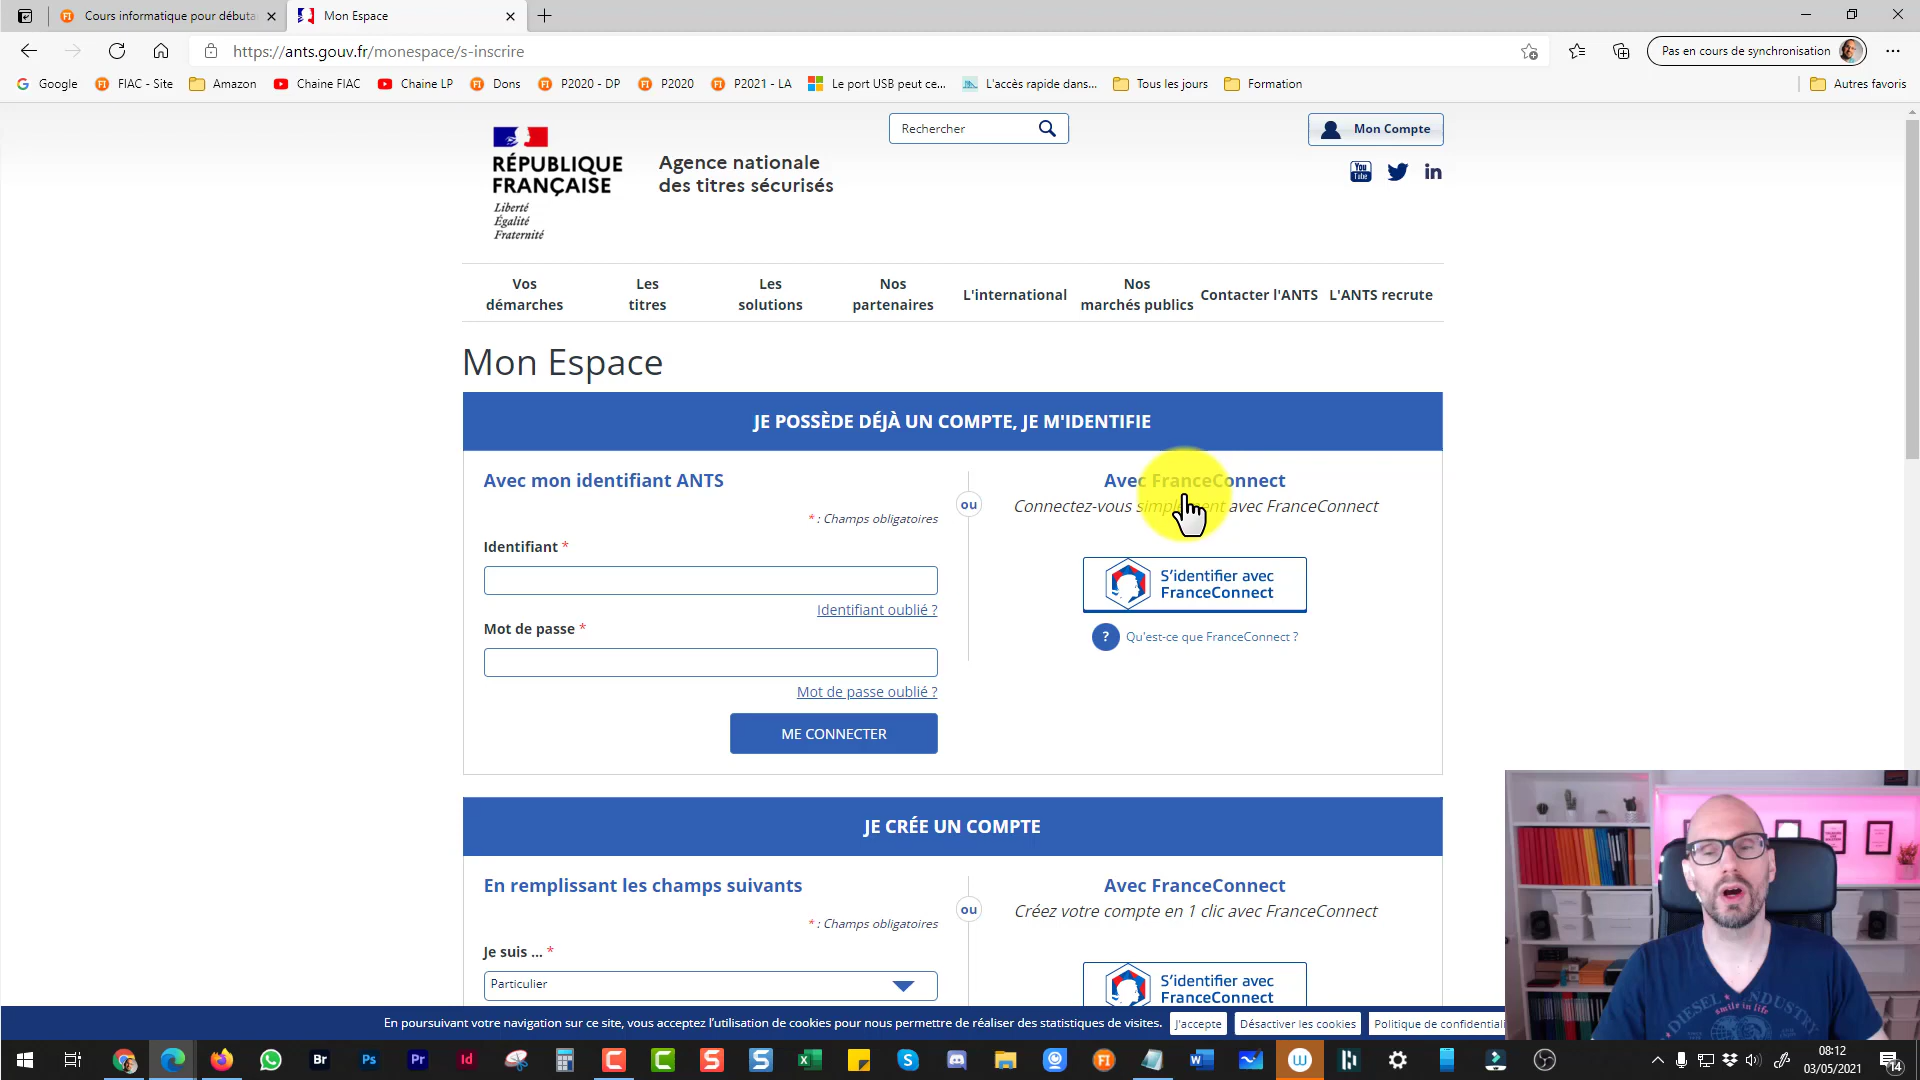 Cours informatique pour débuta
Mon Espace
https://ants.gouv.fr/monespace/s-inscrire
Pas en cours de synchronisation
Google
FIAC - Site
Amazon
Chaine FIAC
Chaine LP
Dons
P2020 - DP
P2020
P2021 - LA
Le port USB peut ce...
L'accès rapide dans...
Tous les jours
Formation
Autres favoris
RÉPUBLIQUE
FRANÇAISE
Liberté
Égalité
Fraternité
Agence nationale
des titres sécurisés
Rechercher
Mon Compte
You
Tube
in
Vos
démarches
Les
titres
Les
solutions
Nos
partenaires
L'international
Nos
marchés publics
Contacter l'ANTS
L'ANTS recrute
Mon Espace
JE POSSÈDE DÉJÀ UN COMPTE, JE M'IDENTIFIE
Avec mon identifiant ANTS
* : Champs obligatoires
Identifiant *
Identifiant oublié ?
Mot de passe *
Mot de passe oublié ?
ME CONNECTER
ou
Avec FranceConnect
Connectez-vous simplement avec FranceConnect
S'identifier avec
FranceConnect
? Qu'est-ce que FranceConnect ?
JE CRÉE UN COMPTE
En remplissant les champs suivants
* : Champs obligatoires
Je suis ... *
Particulier
ou
Avec FranceConnect
Créez votre compte en 1 clic avec FranceConnect
S'identifier avec
FranceConnect
En poursuivant votre navigation sur ce site, vous acceptez l'utilisation de cookies pour nous permettre de réaliser des statistiques de visites.
J'accepte
Désactiver les cookies
Politique de confidentiali
Br
Ps
Pr
Id
08:12
03/05/2021
14